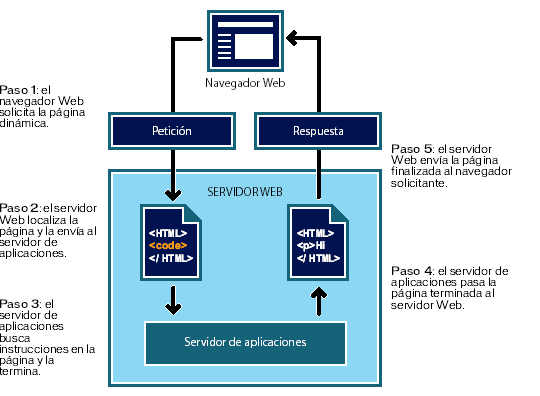 Navegador Web
Paso 1: el
navegador Web
solicita la página
dinámica.
Petición
Respuesta
Paso 5: el servidor
Web envía la página
finalizada al navegador
solicitante.
SERVIDOR WEB
Paso 2: el servidor
Web localiza la
página y la envía al
servidor de
aplicaciones.
<HTML>
<code>
</ HTML>
<HTML>
<p>Hi
</ HTML>
Paso 4: el servidor de
aplicaciones pasa la
página terminada al
servidor Web.
Paso 3: el
servidor de
aplicaciones
busca
instrucciones en la
página y la
termina.
Servidor de aplicaciones